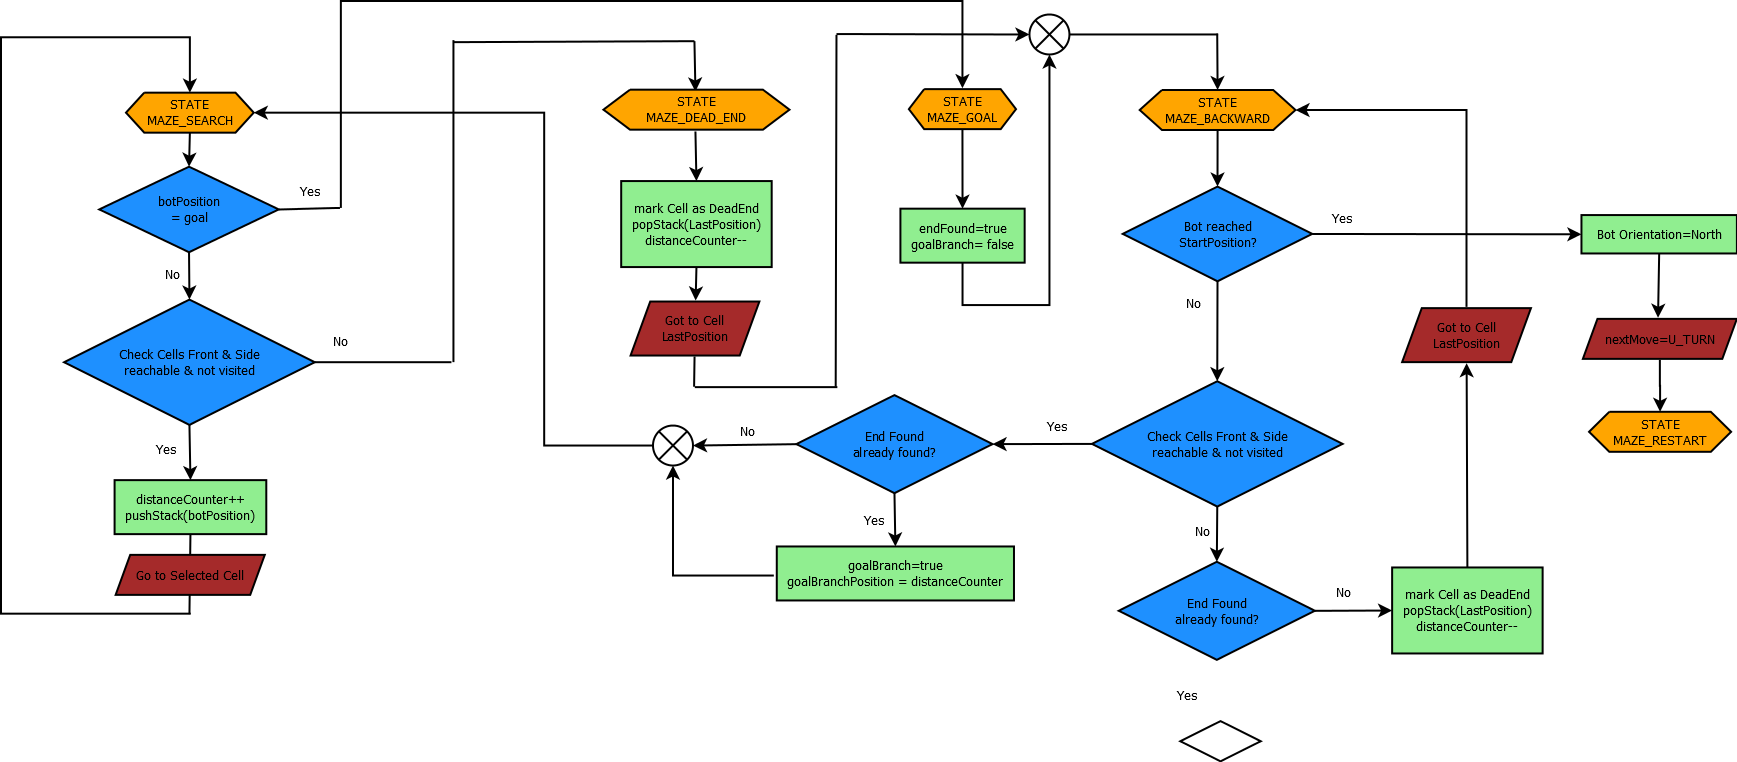 STATE
MAZE_SEARCH
botPosition
= goal
Yes
No
Check Cells Front & Side
reachable & not visited
No
Yes
distanceCounter++
pushStack(botPosition)
Go to Selected Cell
STATE
MAZE_DEAD_END
mark Cell as DeadEnd
popStack(LastPosition)
distanceCounter--
Got to Cell
LastPosition
STATE
MAZE_GOAL
endFound=true
goalBranch= false
STATE
MAZE_BACKWARD
Bot reached
StartPosition?
Yes
No
Bot Orientation=North
nextMove=U_TURN
STATE
MAZE_RESTART
Got to Cell
LastPosition
Check Cells Front & Side
reachable & not visited
Yes
End Found
already found?
No
Yes
goalBranch=true
goalBranchPosition = distanceCounter
No
End Found
already found?
No
mark Cell as DeadEnd
popStack(LastPosition)
distanceCounter--
Yes